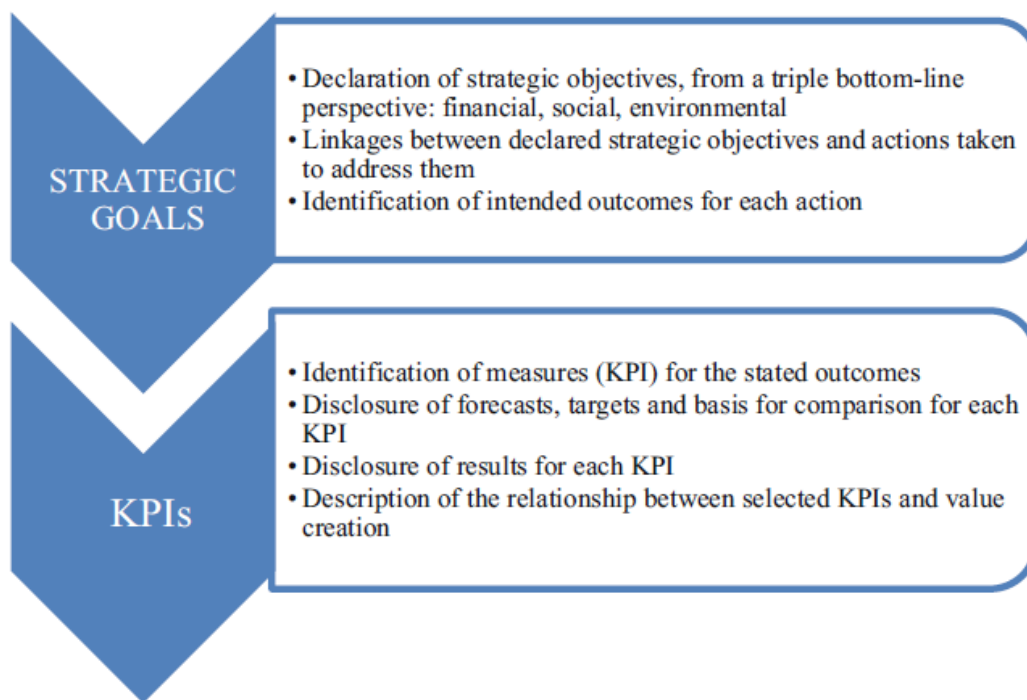 STRATEGIC
GOALS
• Declaration of strategic objectives, from a triple bottom-line
perspective: financial, social, environmental
• Linkages between declared strategic objectives and actions taken
to address them
• Identification of intended outcomes for each action
KPIs
• Identification of measures (KPI) for the stated outcomes
• Disclosure of forecasts, targets and basis for comparison for each
KPI
• Disclosure of results for each KPI
• Description of the relationship between selected KPIs and value
creation